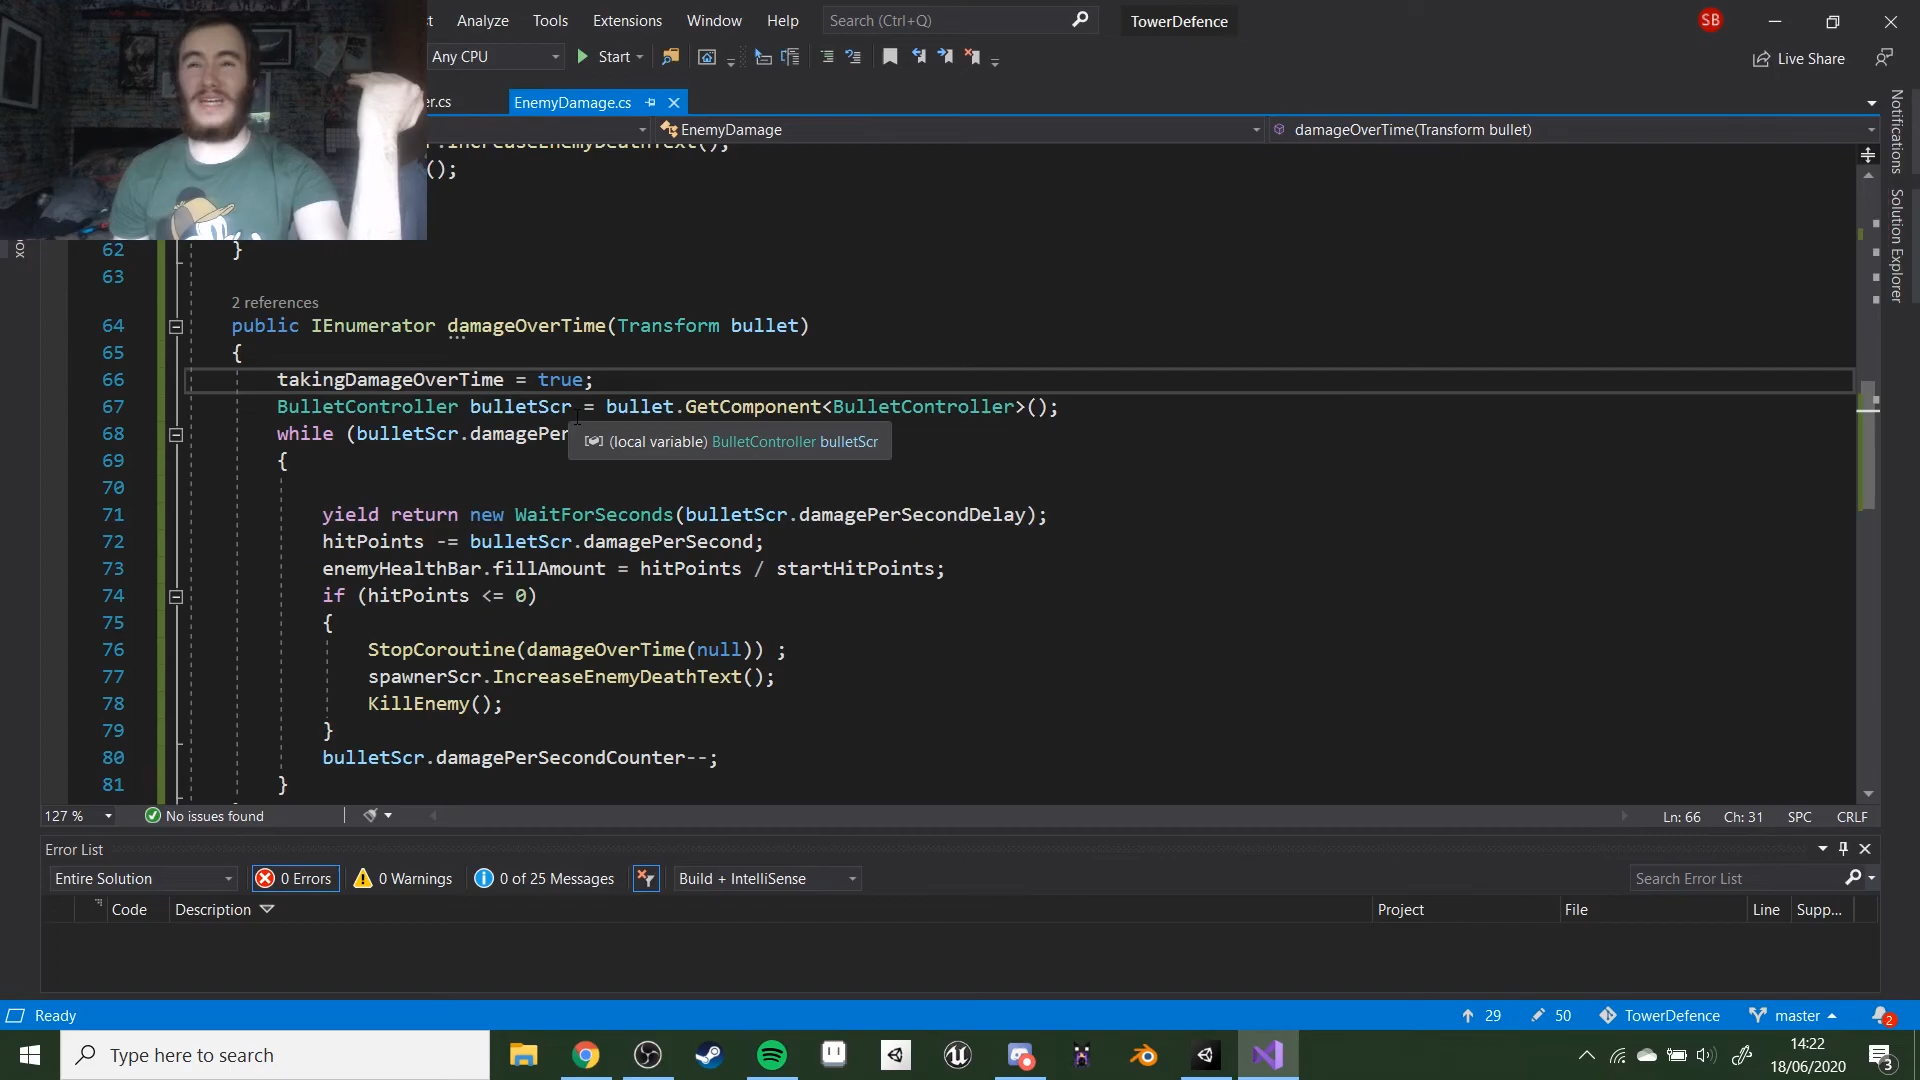 Analyze Tools Extensions Window Help Search (Ctrl+Q) TowerDefence SB
Any CPU Start Live Share
er.cs EnemyDamage.cs
EnemyDamage damageOverTime(Transform bullet)
Notifications
Solution Explorer
.IncreaseEnemyDeathText();
();
62 }
63
2 references
64 public IEnumerator damageOverTime(Transform bullet)
65 {
66 takingDamageOverTime = true;
67 BulletController bulletScr = bullet.GetComponent<BulletController>();
68 while (bulletScr.damagePer
(local variable) BulletController bulletScr
69 {
70
71 yield return new WaitForSeconds(bulletScr.damagePerSecondDelay);
72 hitPoints -= bulletScr.damagePerSecond;
73 enemyHealthBar.fillAmount = hitPoints / startHitPoints;
74 if (hitPoints <= 0)
75 {
76 StopCoroutine(damageOverTime(null)) ;
77 spawnerScr.IncreaseEnemyDeathText();
78 KillEnemy();
79 }
80 bulletScr.damagePerSecondCounter--;
81 }
127 % No issues found Ln: 66 Ch: 31 SPC CRLF
Error List
Entire Solution 0 Errors 0 Warnings 0 of 25 Messages Build + IntelliSense Search Error List
Code Description Project File Line Supp...
Ready 29 50 TowerDefence master 2
Type here to search 14:22
18/06/2020 3